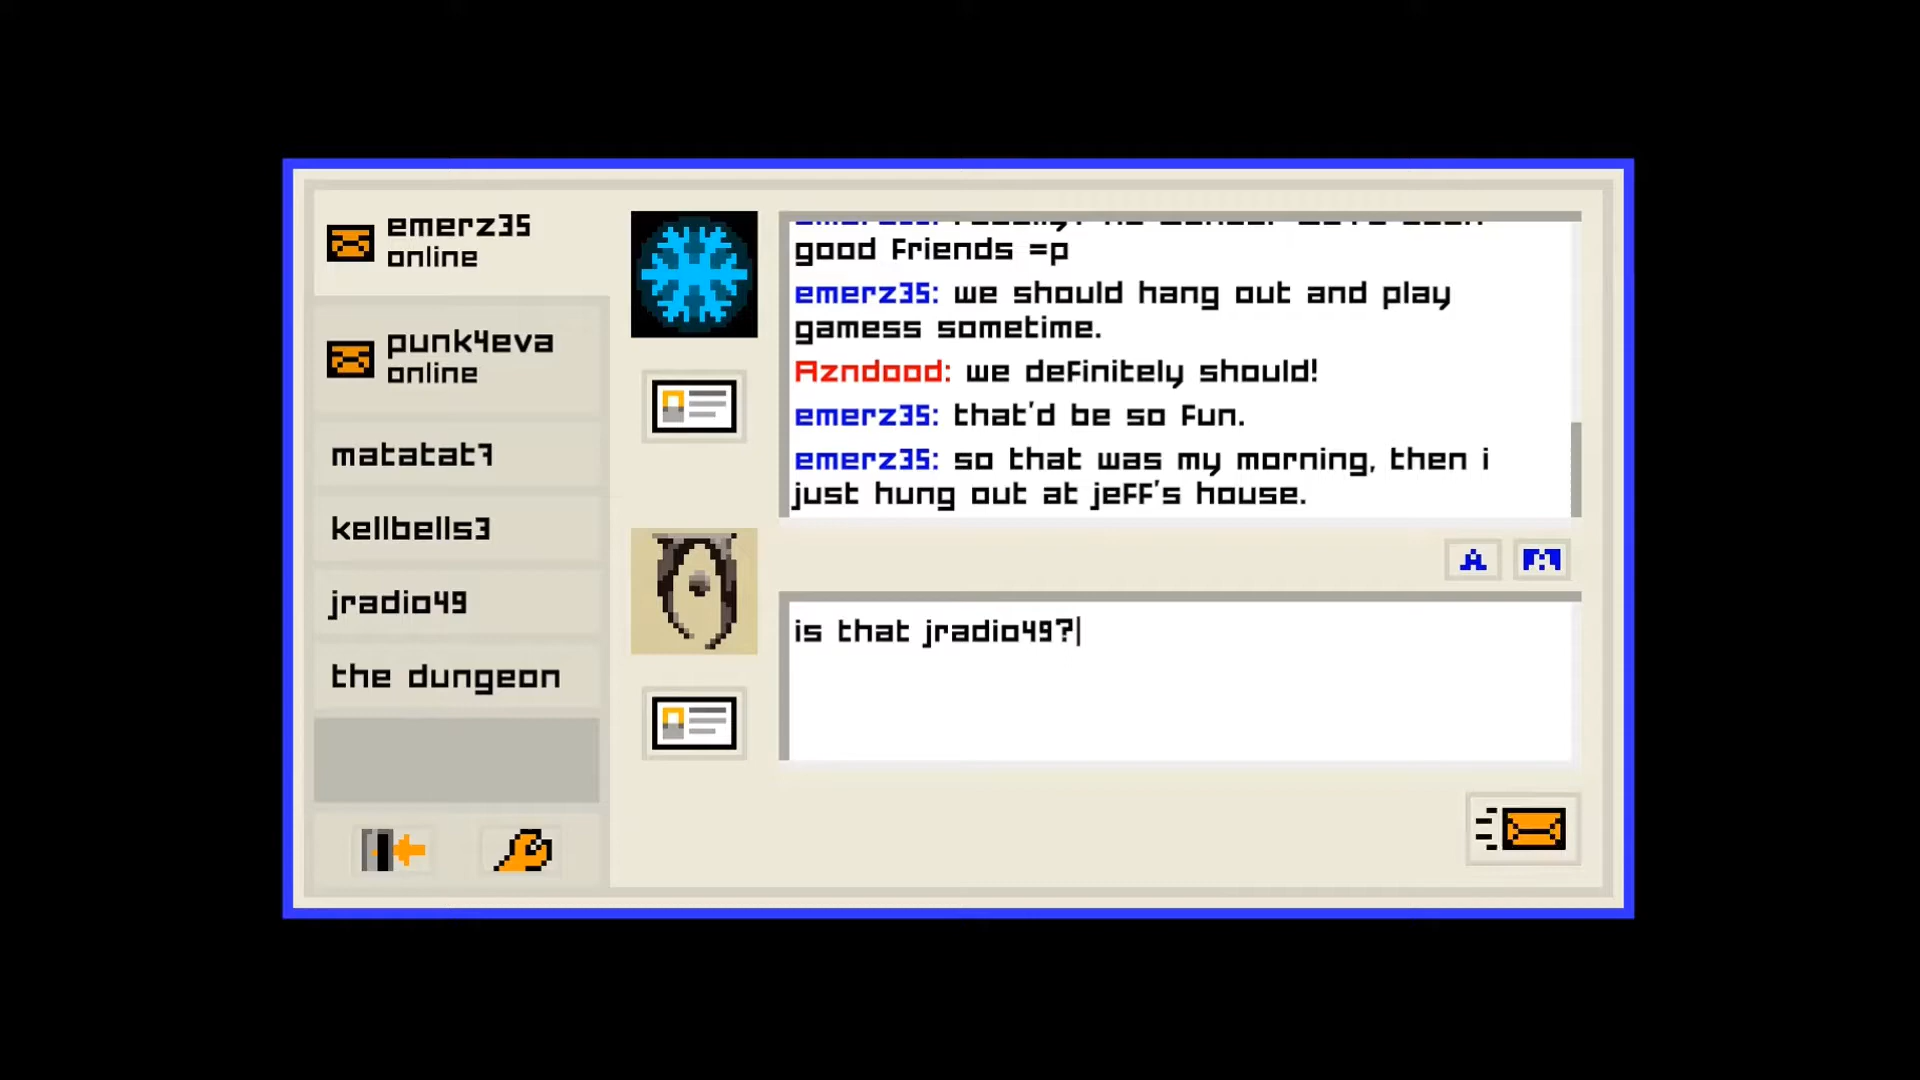 emerz35
online
punk4eva
online
matatat7
kellbells3
jradio49
the dungeon
good friends =p
emerz35: we should hang out and play
gamess sometime.
Azndood: we definitely should!
emerz35: that'd be so fun.
emerz35: so that was my morning, then i
just hung out at jeff's house.
A
is that jradio49?